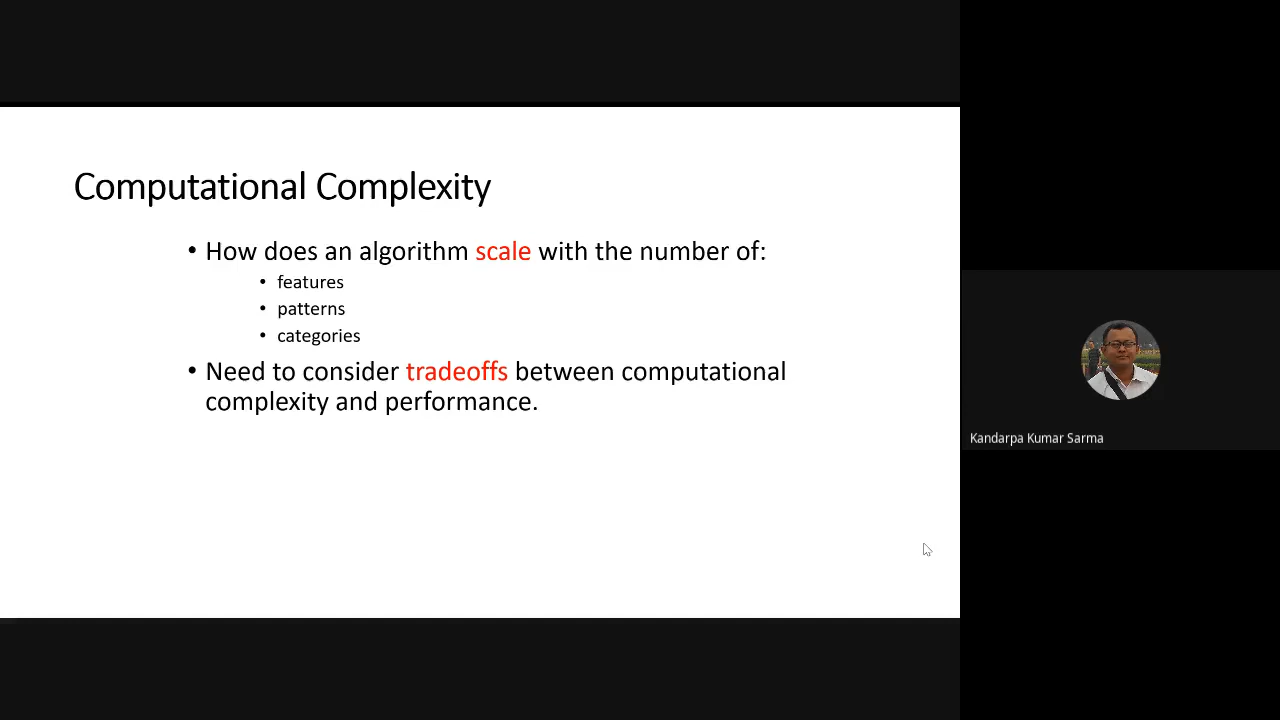 Computational Complexity
• How does an algorithm scale with the number of:
• features
• patterns
• categories
• Need to consider tradeoffs between computational
complexity and performance.
Kandarpa Kumar Sarma